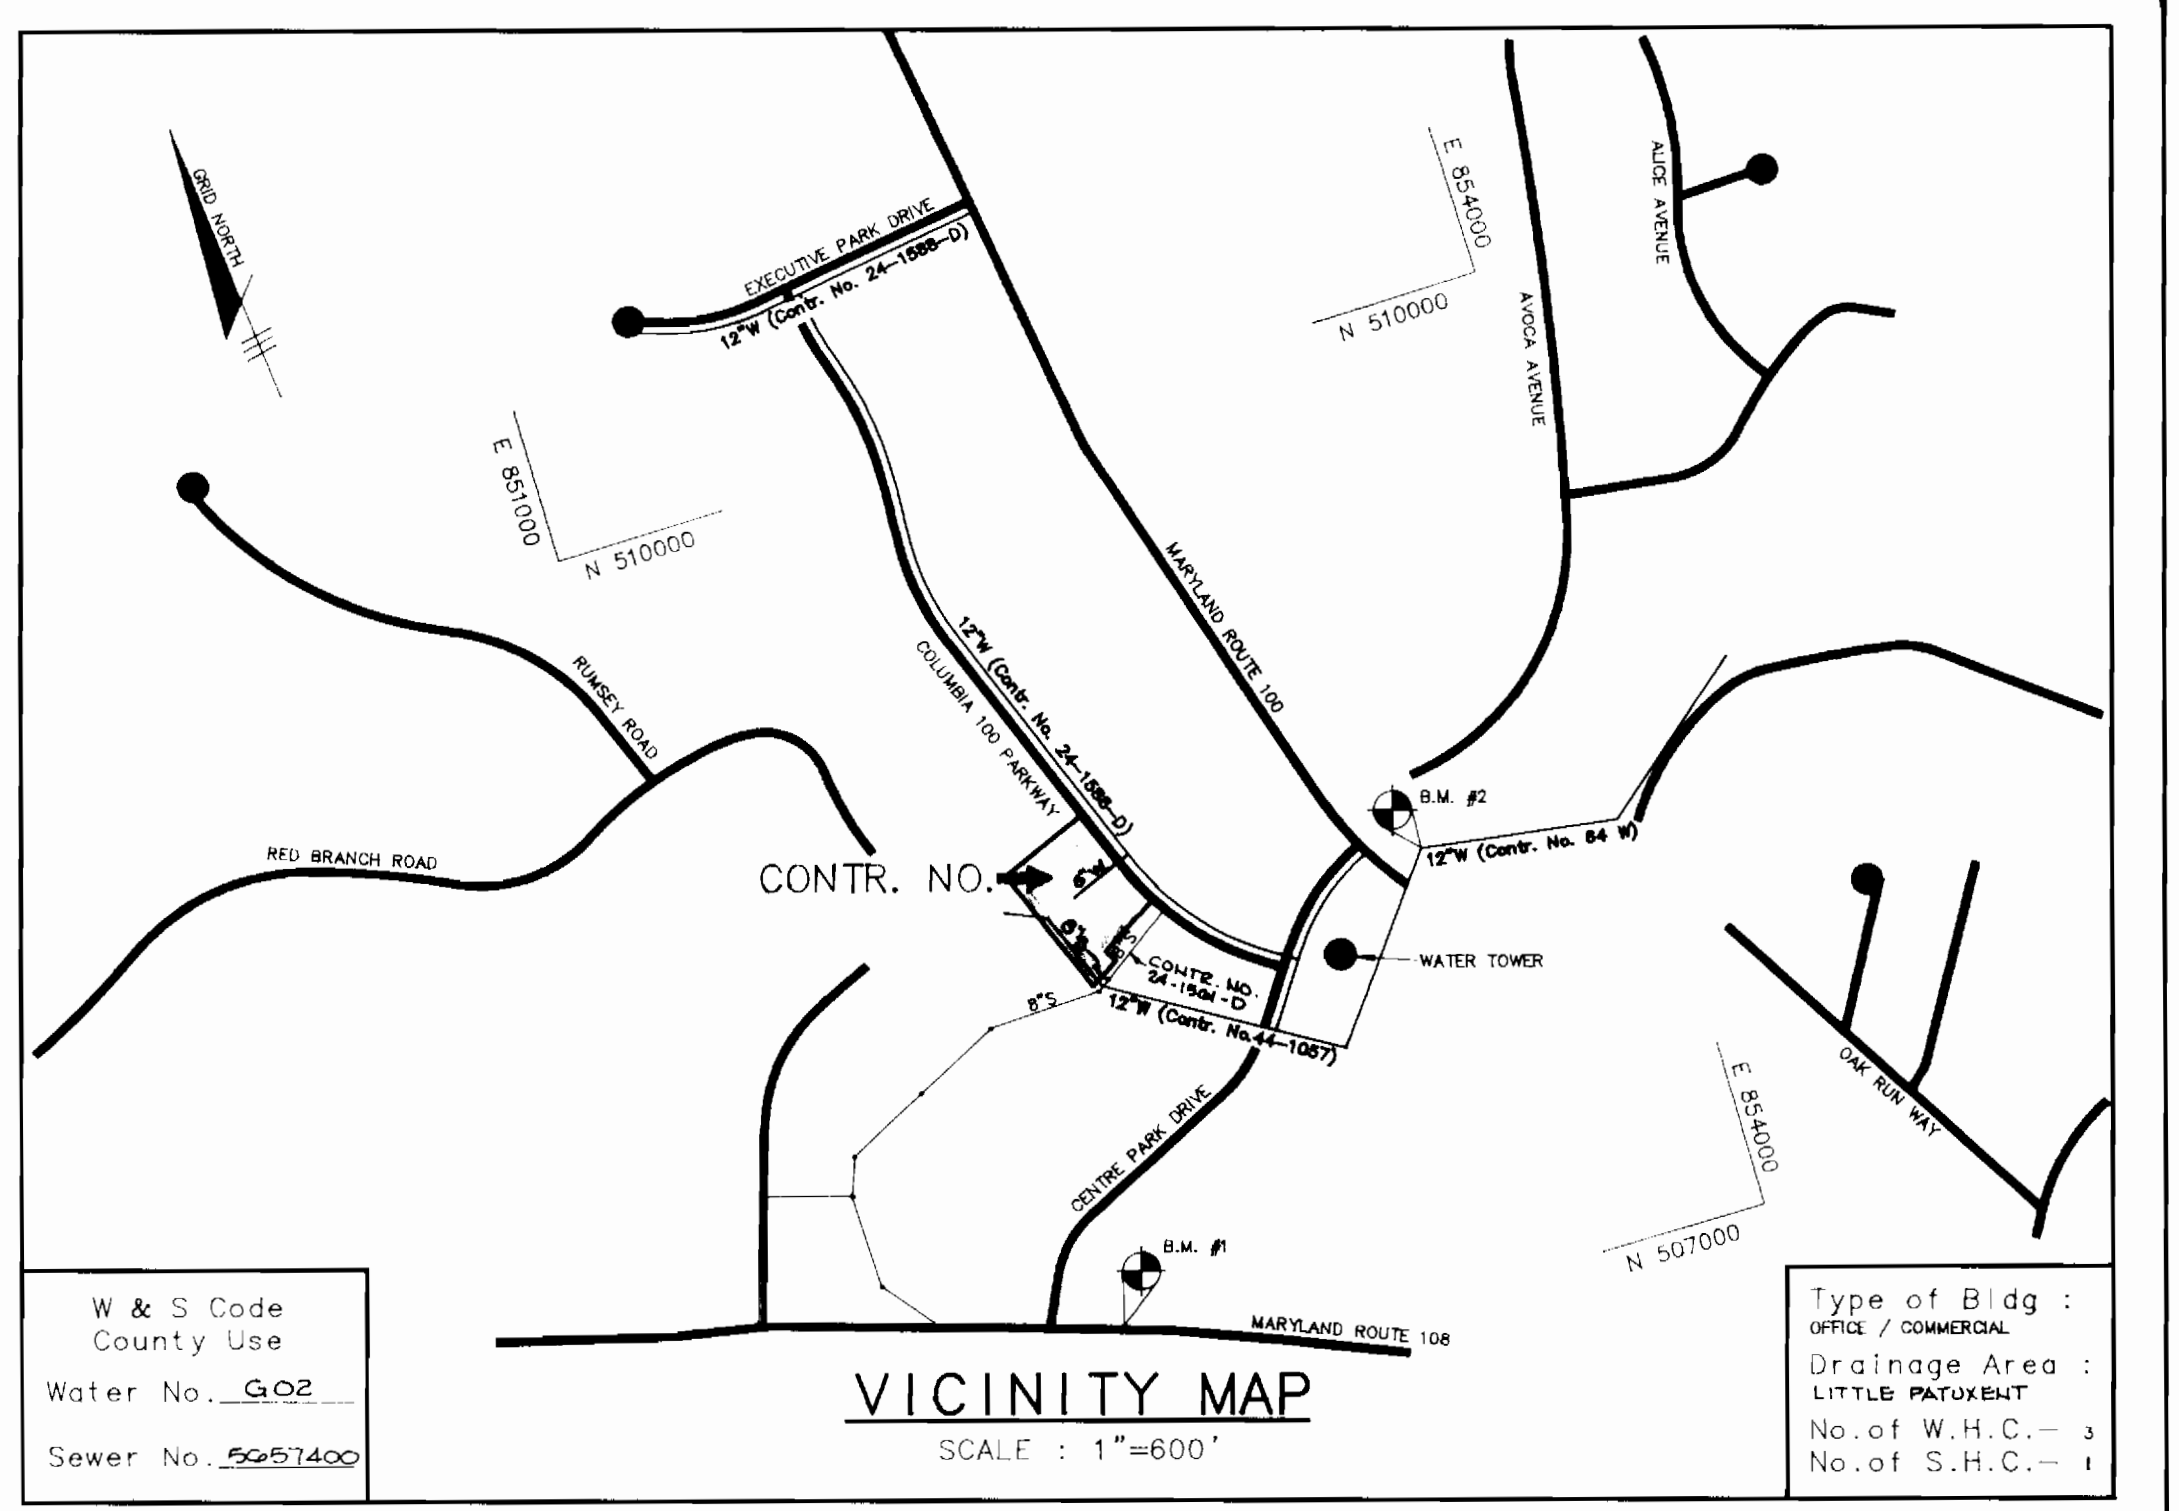 GRID NORTH
EXECUTIVE PARK DRIVE
12"W (Contr. No. 24-1588-D)
E 854000
N 510000
AVOCA AVENUE
ALICE AVENUE
E 851000
N 510000
RUMSEY ROAD
RED BRANCH ROAD
12"W (Contr. No. 24-1588-D)
COLUMBIA 100 PARKWAY
MARYLAND ROUTE 100
B.M. #2
12"W (Contr. No. 64 W)
CONTR. NO.
6"W
8"S
WATER TOWER
CONTR. NO.
8"S
12"W (Contr. No.44-1057)
CENTRE PARK DRIVE
OAK RUN WAY
E 854000
N 507000
B.M. #1
MARYLAND ROUTE 108
W & S Code
County Use
Water No. G02
Sewer No. 5657400
VICINITY MAP
SCALE : 1"=600'
Type of Bldg :
OFFICE / COMMERCIAL
Drainage Area :
LITTLE PATUXENT
No.of W.H.C.- 3
No.of S.H.C.- 1